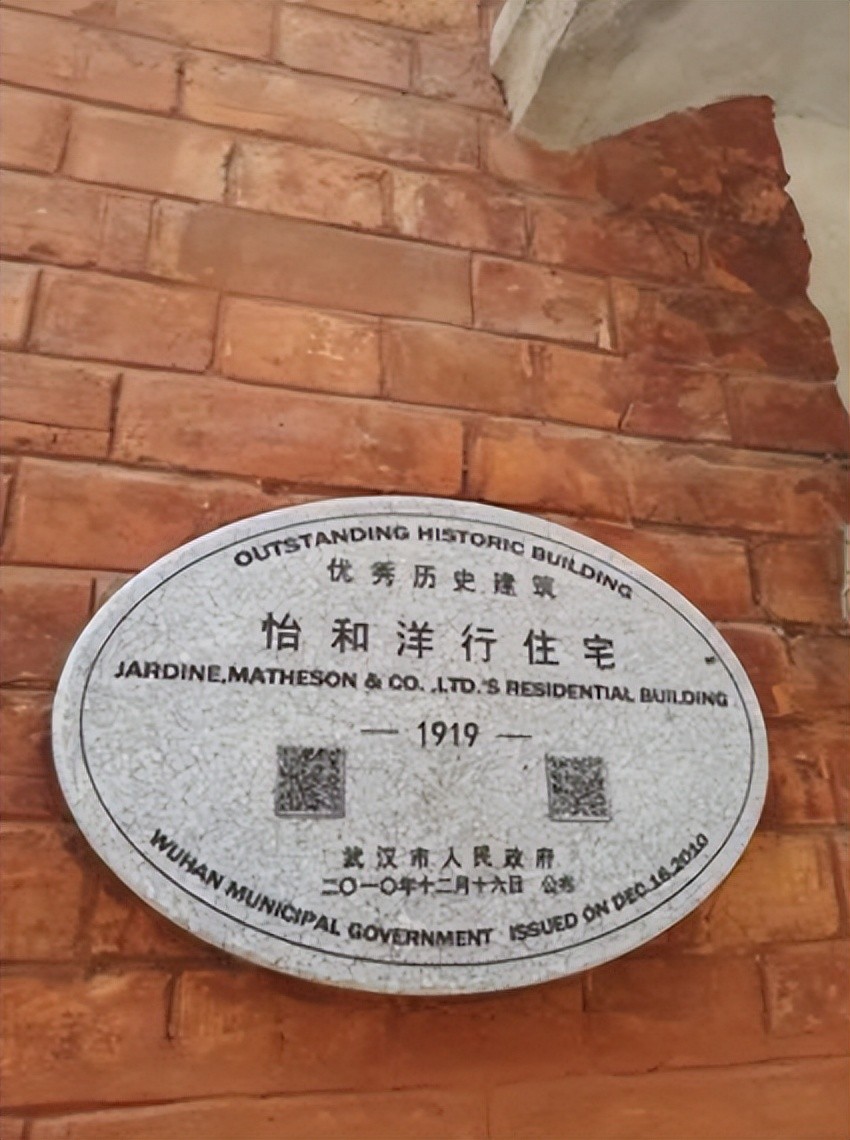 OUTSTANDING HISTORIC BUILDING
优秀历史建筑
怡和洋行住宅
JARDINE,MATHESON & CO. .LTD.'S RESIDENTIAL BUILDING
— 1919 —
武汉市人民政府
二〇一〇年十二月十六日 公布
WUHAN MUNICIPAL GOVERNMENT ISSUED ON DEC.16.2010